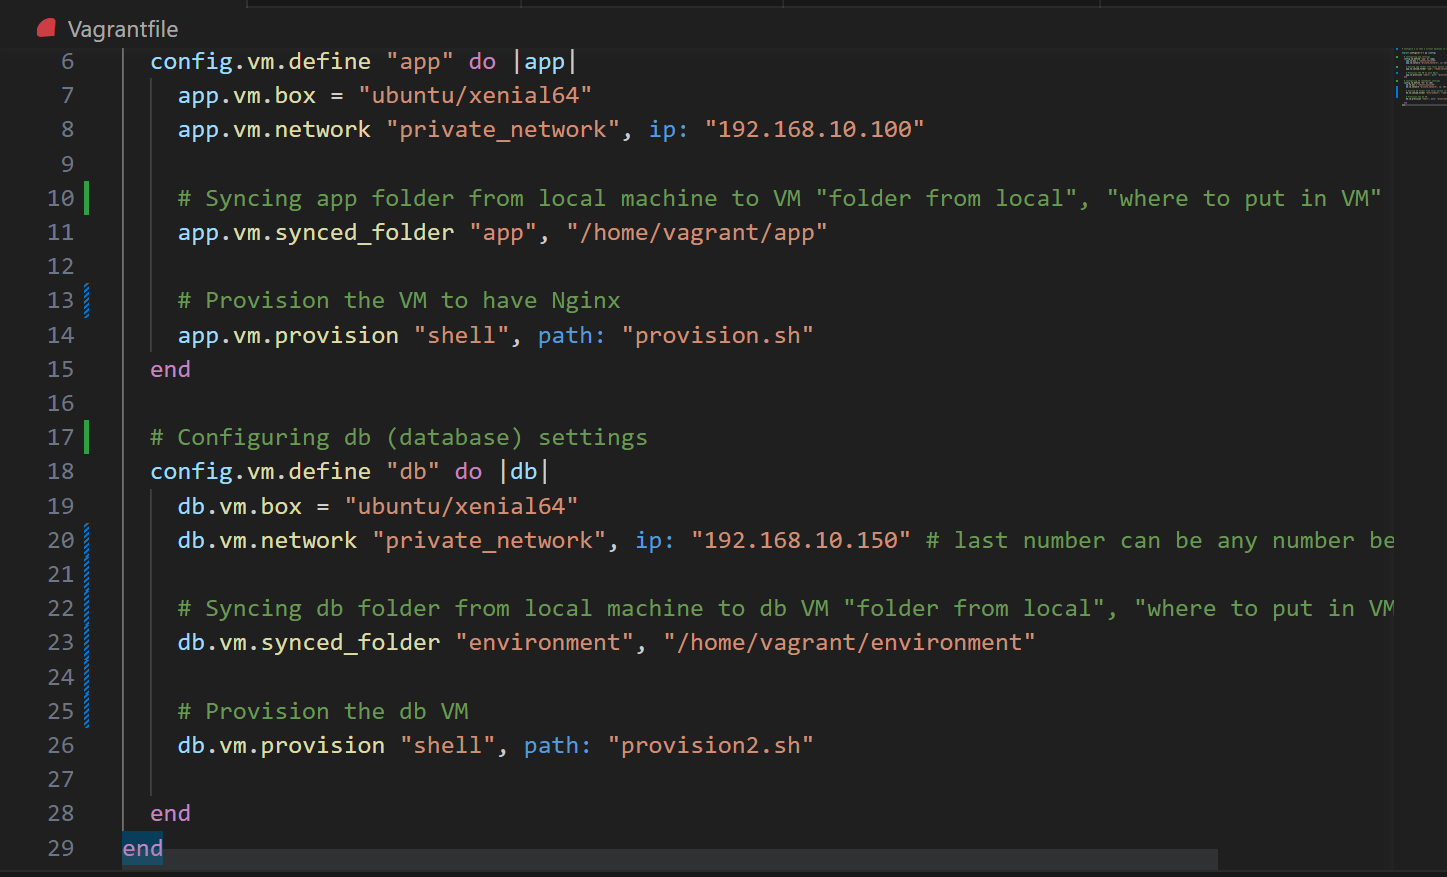 Vagrantfile
6 config.vm.define "app" do |app|
7 app.vm.box = "ubuntu/xenial64"
8 app.vm.network "private_network", ip: "192.168.10.100"
9
10 # Syncing app folder from local machine to VM "folder from local", "where to put in VM"
11 app.vm.synced_folder "app", "/home/vagrant/app"
12
13 # Provision the VM to have Nginx
14 app.vm.provision "shell", path: "provision.sh"
15 end
16
17 # Configuring db (database) settings
18 config.vm.define "db" do |db|
19 db.vm.box = "ubuntu/xenial64"
20 db.vm.network "private_network", ip: "192.168.10.150" # last number can be any number be
21
22 # Syncing db folder from local machine to db VM "folder from local", "where to put in VM
23 db.vm.synced_folder "environment", "/home/vagrant/environment"
24
25 # Provision the db VM
26 db.vm.provision "shell", path: "provision2.sh"
27
28 end
29 end